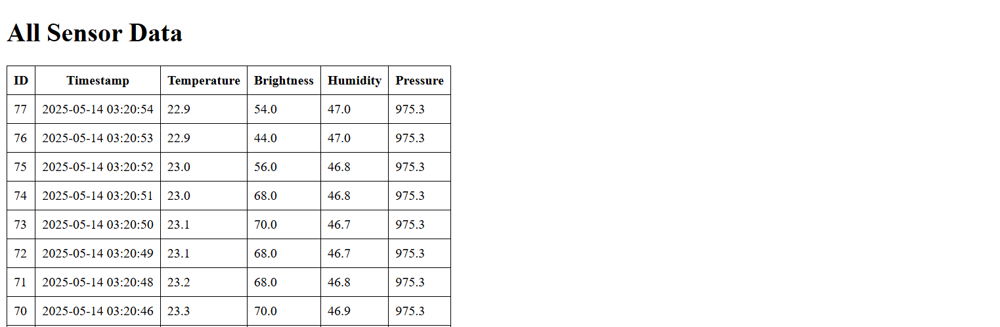 All Sensor Data
ID Timestamp Temperature Brightness Humidity Pressure
77 2025-05-14 03:20:54 22.9 54.0 47.0 975.3
76 2025-05-14 03:20:53 22.9 44.0 47.0 975.3
75 2025-05-14 03:20:52 23.0 56.0 46.8 975.3
74 2025-05-14 03:20:51 23.0 68.0 46.8 975.3
73 2025-05-14 03:20:50 23.1 70.0 46.7 975.3
72 2025-05-14 03:20:49 23.1 68.0 46.7 975.3
71 2025-05-14 03:20:48 23.2 68.0 46.8 975.3
70 2025-05-14 03:20:46 23.3 70.0 46.9 975.3